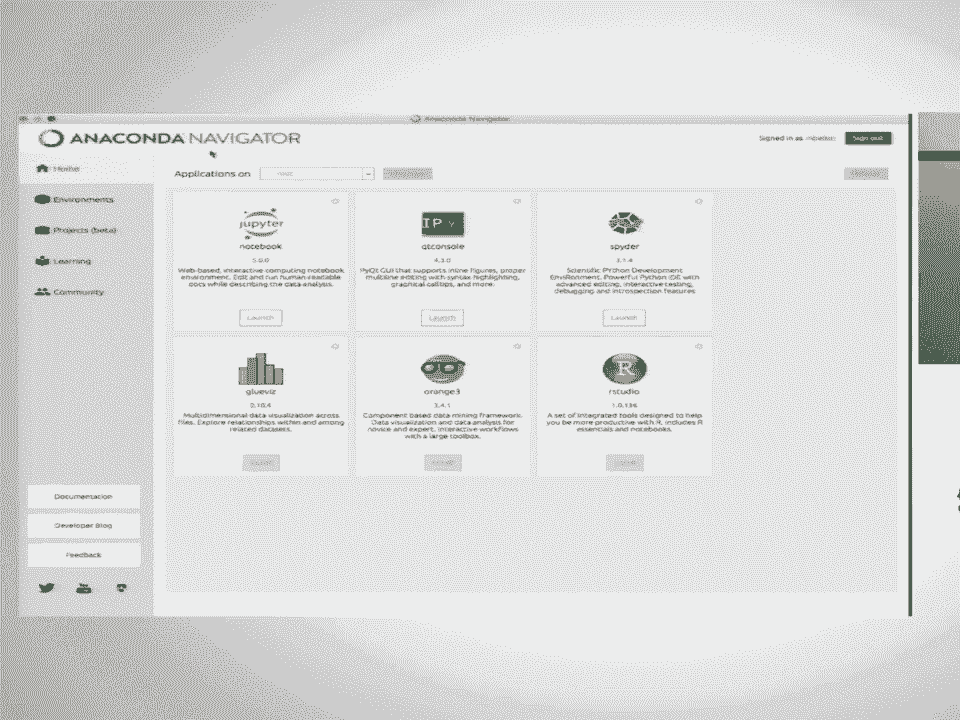 Anaconda Navigator
ANACONDA NAVIGATOR
Signed in as
Sign out
Home
Environments
Projects (beta)
Learning
Community
Documentation
Developer Blog
Feedback
Applications on
jupyter
notebook
5.0.0
Web-based, interactive computing notebook
environment. Edit and run human-readable
docs while describing the data analysis.
Launch
IP y
qtconsole
4.3.0
PyQt GUI that supports inline figures, proper
multiline editing with syntax highlighting,
graphical calltips, and more.
Launch
spyder
3.1.4
Scientific PYthon Development
EnviRonment. Powerful Python IDE with
advanced editing, interactive testing,
debugging and introspection features
Launch
glueviz
0.10.4
Multidimensional data visualization across
files. Explore relationships within and among
related datasets.
orange3
3.4.1
Component based data mining framework.
Data visualization and data analysis for
novice and expert. Interactive workflows
with a large toolbox.
R
rstudio
1.0.136
A set of integrated tools designed to help
you be more productive with R. Includes R
essentials and notebooks.